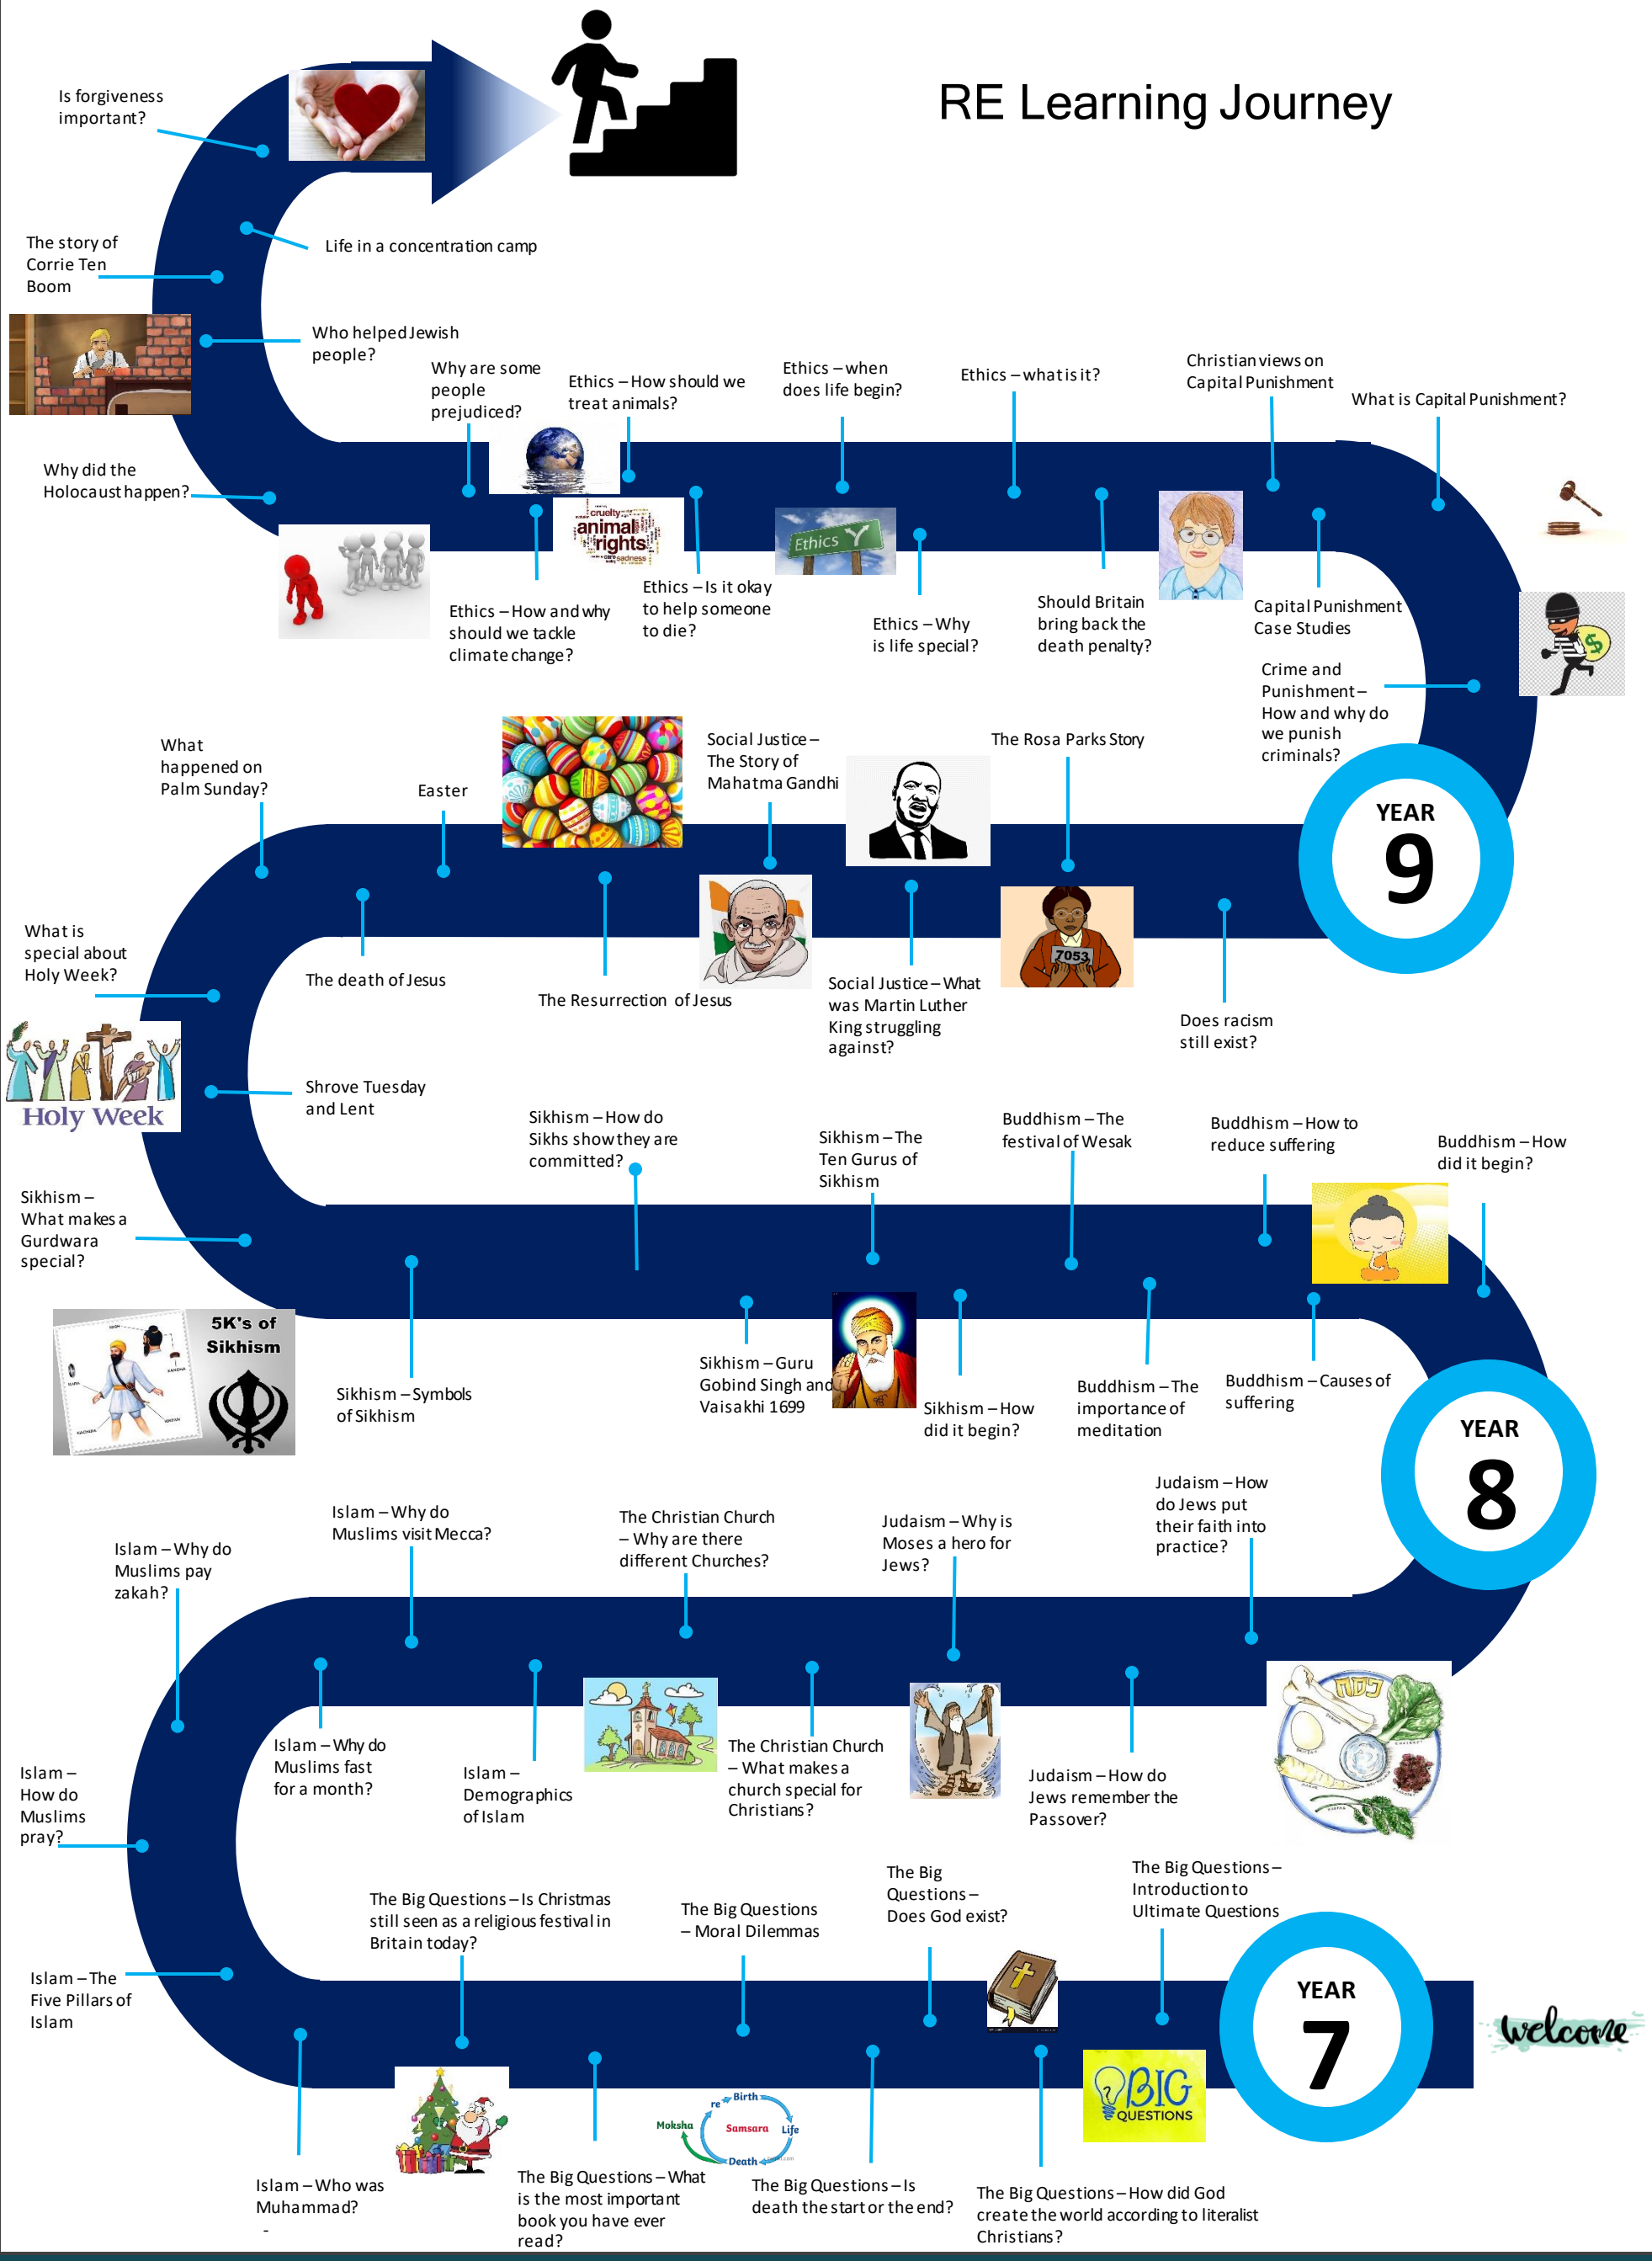 RE Learning Journey
Is forgiveness
important?
Life in a concentration camp
The story of
Corrie Ten
Boom
Who helped Jewish
people?
Why are some
people
prejudiced?
Ethics – How should we
treat animals?
Ethics – when
does life begin?
Ethics – what is it?
Christian views on
Capital Punishment
What is Capital Punishment?
Why did the
Holocaust happen?
cruelty
animal
rights
care sadness
Ethics
Ethics – How and why
should we tackle
climate change?
Ethics – Is it okay
to help someone
to die?
Ethics – Why
is life special?
Should Britain
bring back the
death penalty?
Capital Punishment
Case Studies
$
Crime and
Punishment –
How and why do
we punish
criminals?
YEAR
9
What
happened on
Palm Sunday?
Easter
Social Justice –
The Story of
Mahatma Gandhi
The Rosa Parks Story
7053
What is
special about
Holy Week?
The death of Jesus
The Resurrection of Jesus
Social Justice – What
was Martin Luther
King struggling
against?
Does racism
still exist?
Holy Week
Shrove Tuesday
and Lent
Sikhism – How do
Sikhs show they are
committed?
Sikhism – The
Ten Gurus of
Sikhism
Buddhism – The
festival of Wesak
Buddhism – How to
reduce suffering
Buddhism – How
did it begin?
Sikhism –
What makes a
Gurdwara
special?
5K's of
Sikhism
Sikhism – Symbols
of Sikhism
Sikhism – Guru
Gobind Singh and
Vaisakhi 1699
Sikhism – How
did it begin?
Buddhism – The
importance of
meditation
Buddhism – Causes of
suffering
YEAR
8
Islam – Why do
Muslims pay
zakah?
Islam – Why do
Muslims visit Mecca?
The Christian Church
– Why are there
different Churches?
Judaism – Why is
Moses a hero for
Jews?
Judaism – How
do Jews put
their faith into
practice?
Islam –
How do
Muslims
pray?
Islam – Why do
Muslims fast
for a month?
Islam –
Demographics
of Islam
The Christian Church
– What makes a
church special for
Christians?
Judaism – How do
Jews remember the
Passover?
פסח
The Big Questions – Is Christmas
still seen as a religious festival in
Britain today?
The Big Questions
– Moral Dilemmas
The Big
Questions –
Does God exist?
The Big Questions –
Introduction to
Ultimate Questions
Islam – The
Five Pillars of
Islam
YEAR
7
welcome
BIG
QUESTIONS
re
Birth
Moksha
Samsara
Life
Death
Islam – Who was
Muhammad?
-
The Big Questions – What
is the most important
book you have ever
read?
The Big Questions – Is
death the start or the end?
The Big Questions – How did God
create the world according to literalist
Christians?